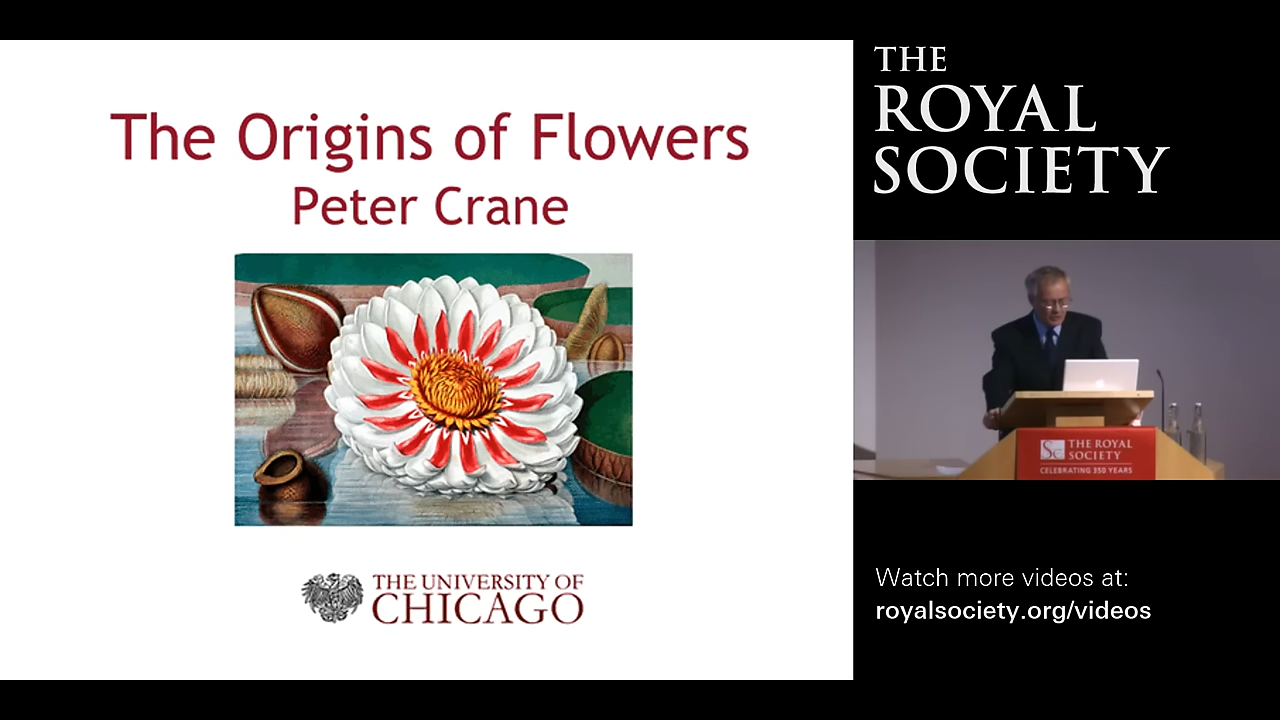 The Origins of Flowers
Peter Crane
THE UNIVERSITY OF
CHICAGO
THE
ROYAL
SOCIETY
THE ROYAL
SOCIETY
CELEBRATING 350 YEARS
Watch more videos at:
royalsociety.org/videos